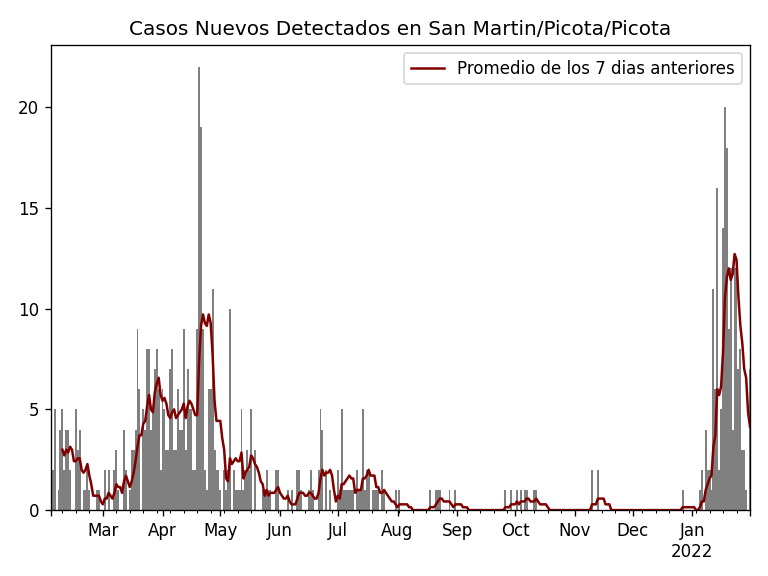 Casos Nuevos Detectados en San Martin/Picota/Picota
Promedio de los 7 dias anteriores
20
15
10
5
0
Mar Apr May Jun Jul Aug Sep Oct Nov Dec Jan
2022